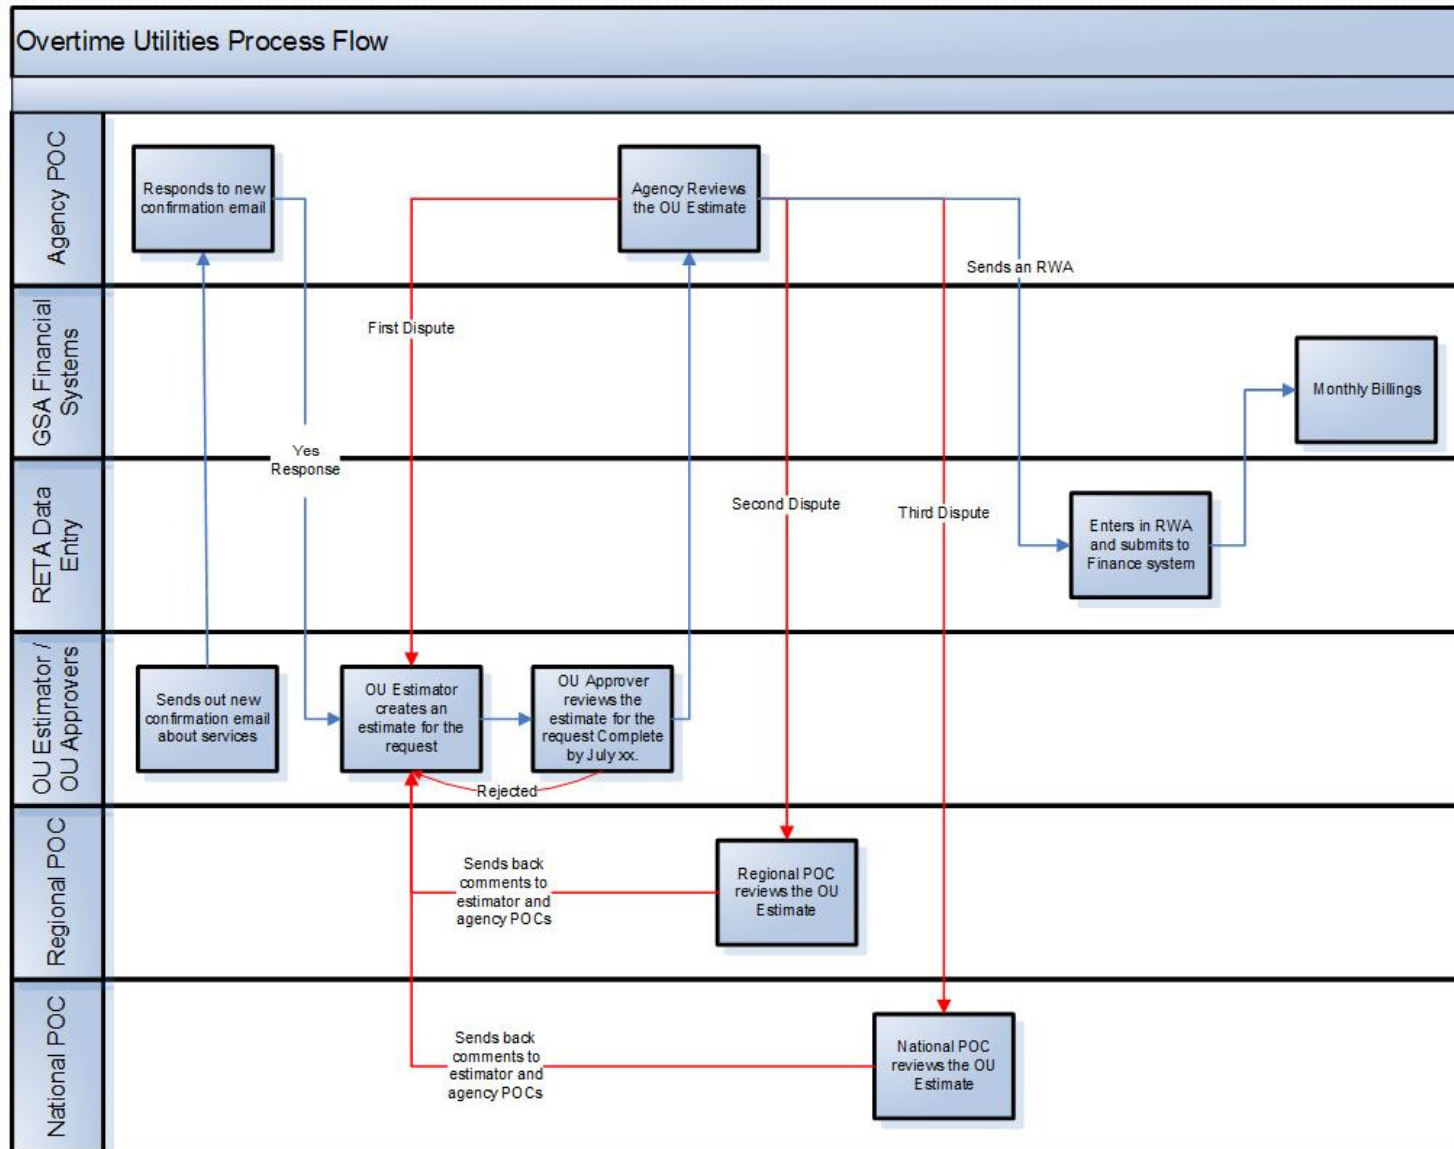 Overtime Utilities Process Flow
Agency POC
Responds to new
confirmation email
Agency Reviews
the OU Estimate
Sends an RWA
GSA Financial
Systems
First Dispute
Monthly Billings
Yes
Response
RETA Data
Entry
Second Dispute
Third Dispute
Enters in RWA
and submits to
Finance system
OU Estimator /
OU Approvers
Sends out new
confirmation email
about services
OU Estimator
creates an
estimate for the
request
OU Approver
reviews the
estimate for the
request Complete
by July xx.
Rejected
Regional POC
Sends back
comments to
estimator and
agency POCs
Regional POC
reviews the OU
Estimate
National POC
Sends back
comments to
estimator and
agency POCs
National POC
reviews the OU
Estimate